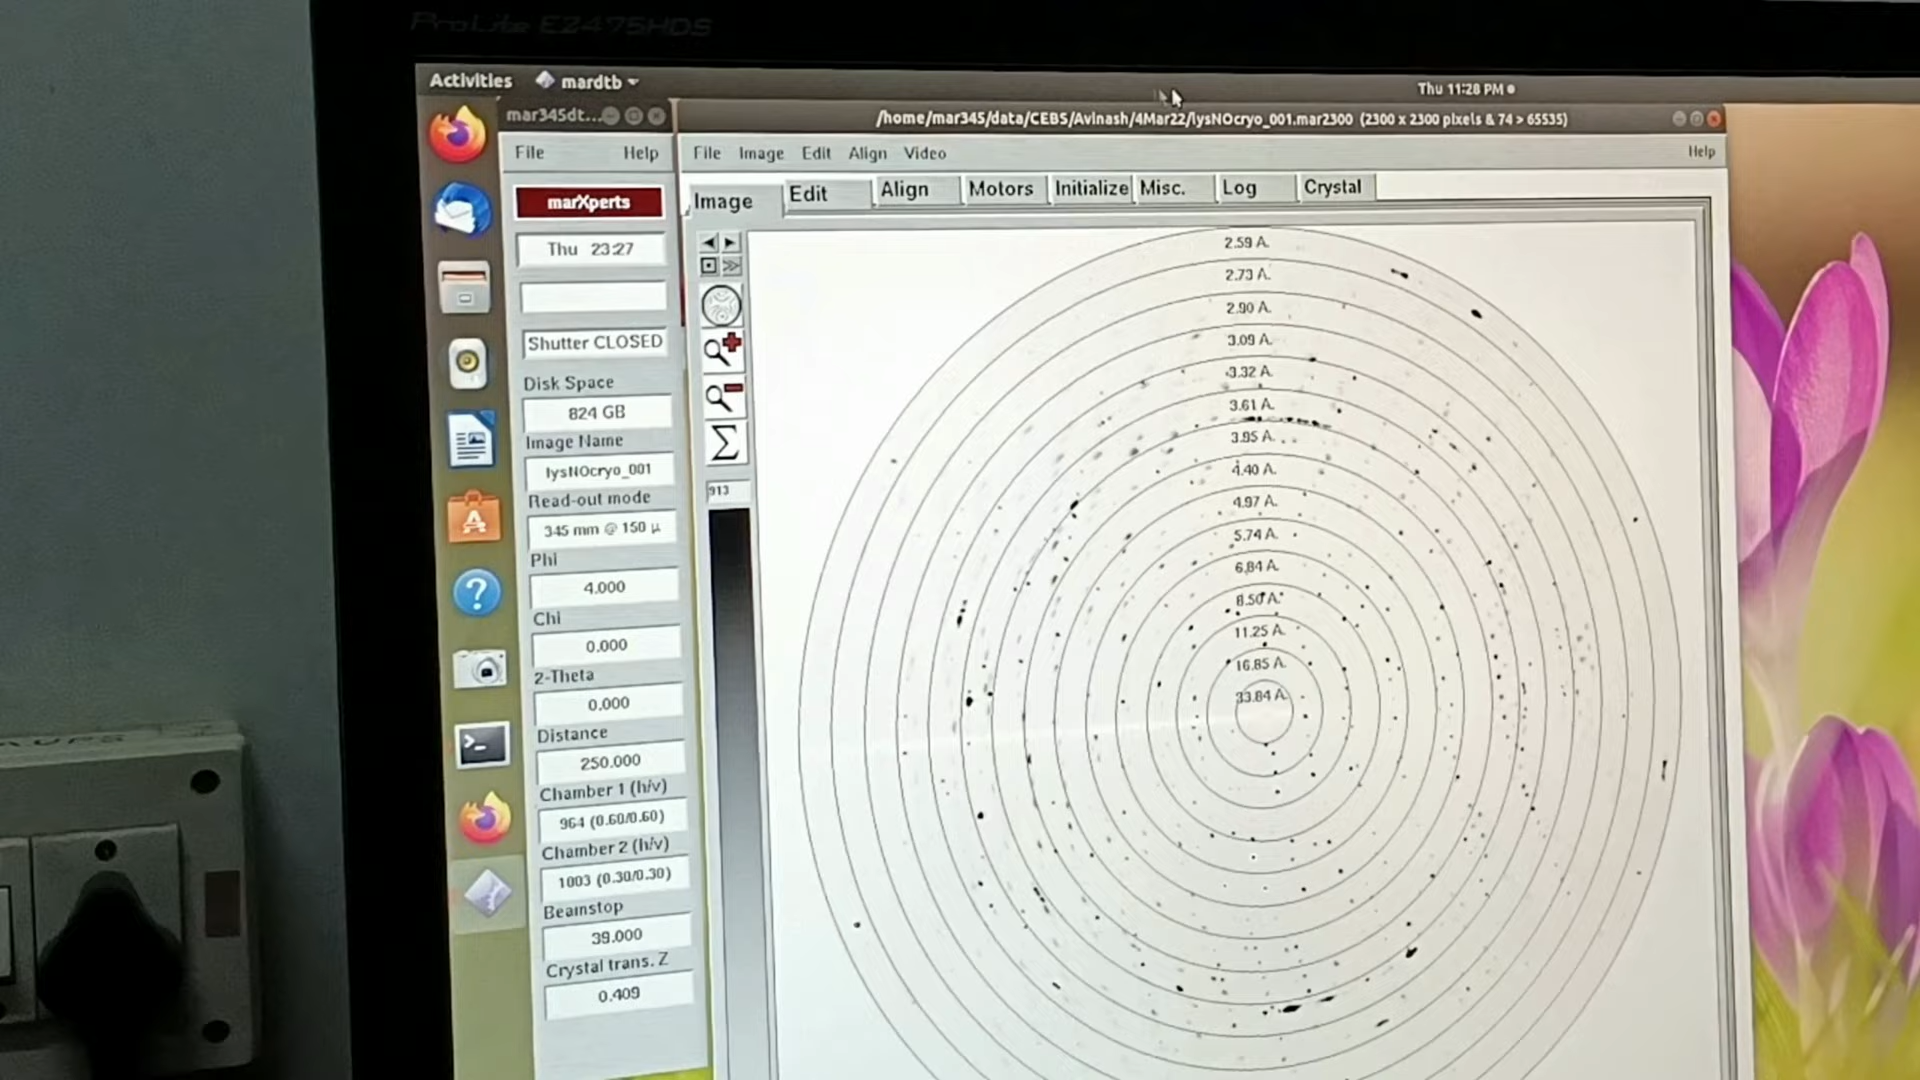 ProLite E2475HDS
Activities mardtb Thu 11:28 PM
mar345dt...
/home/mar345/data/CEBS/Avinash/4Mar22/lysNOcryo_001.mar2300 (2300 x 2300 pixels & 74 > 65535)
File Help
File Image Edit Align Video Help
Image Edit Align Motors Initialize Misc. Log Crystal
marXperts
Thu 23:27
Shutter CLOSED
Disk Space
824 GB
Image Name
lysNOcryo_001
Read-out mode
345 mm @ 150 µ
Phi
4.000
Chi
0.000
2-Theta
0.000
Distance
250.000
Chamber 1 (h/v)
964 (0.60/0.60)
Chamber 2 (h/v)
1003 (0.30/0.30)
Beamstop
39.000
Crystal trans. Z
0.409
913
2.59 A.
2.73 A.
2.90 A.
3.09 A.
3.32 A.
3.61 A.
3.95 A.
4.40 A.
4.97 A.
5.74 A.
6.84 A.
8.50 A.
11.25 A.
16.85 A.
33.84 A.